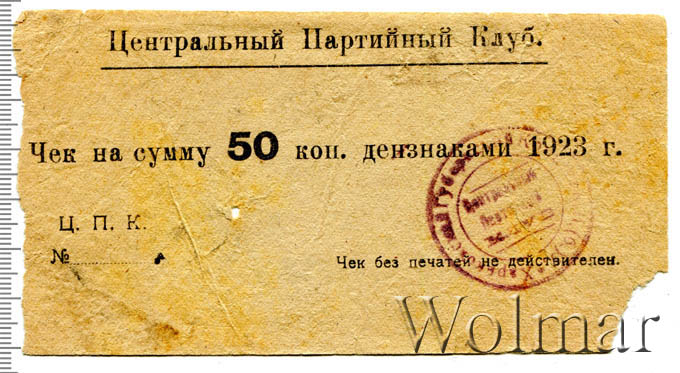 Центральный Партийный Клуб.
Чек на сумму 50 коп. дензнаками 1923 г.
Ц. П. К.
№
Чек без печатей не действителен.
Wolmar